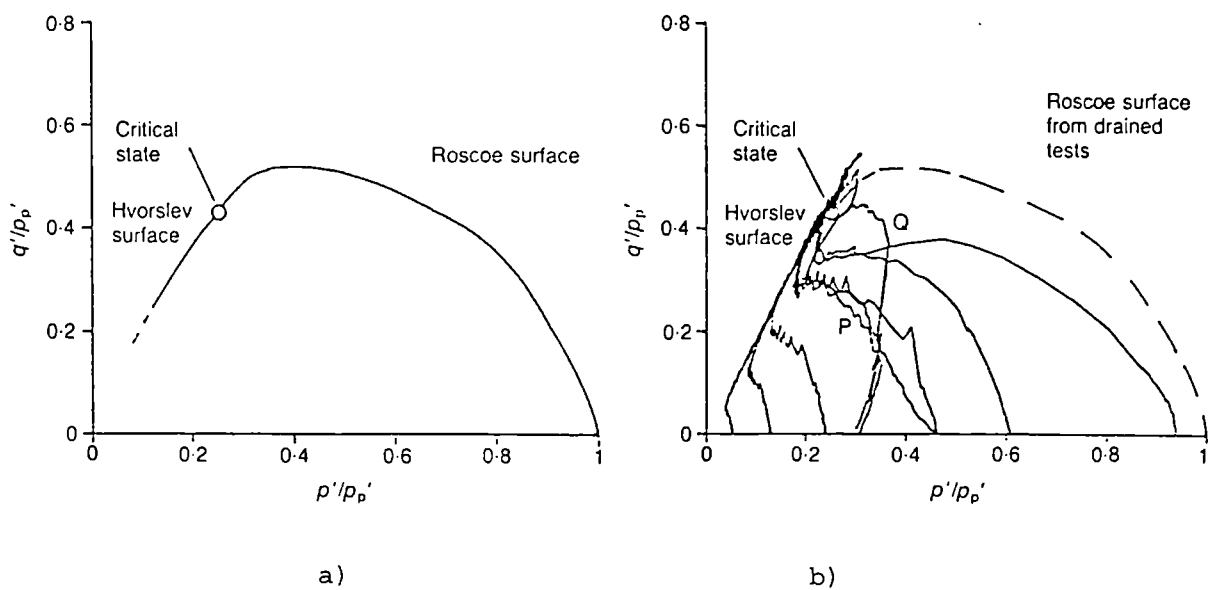 0·8
0·6
0·4
0·2
0
q'/pp'
Critical
state
Hvorslev
surface
Roscoe surface
0
0·2
0·4
0·6
0·8
1
p'/pp'
a)
0·8
0·6
0·4
0·2
0
q'/pp'
Critical
state
Hvorslev
surface
Roscoe surface
from drained
tests
Q
P
0
0·2
0·4
0·6
0·8
1
p'/pp'
b)